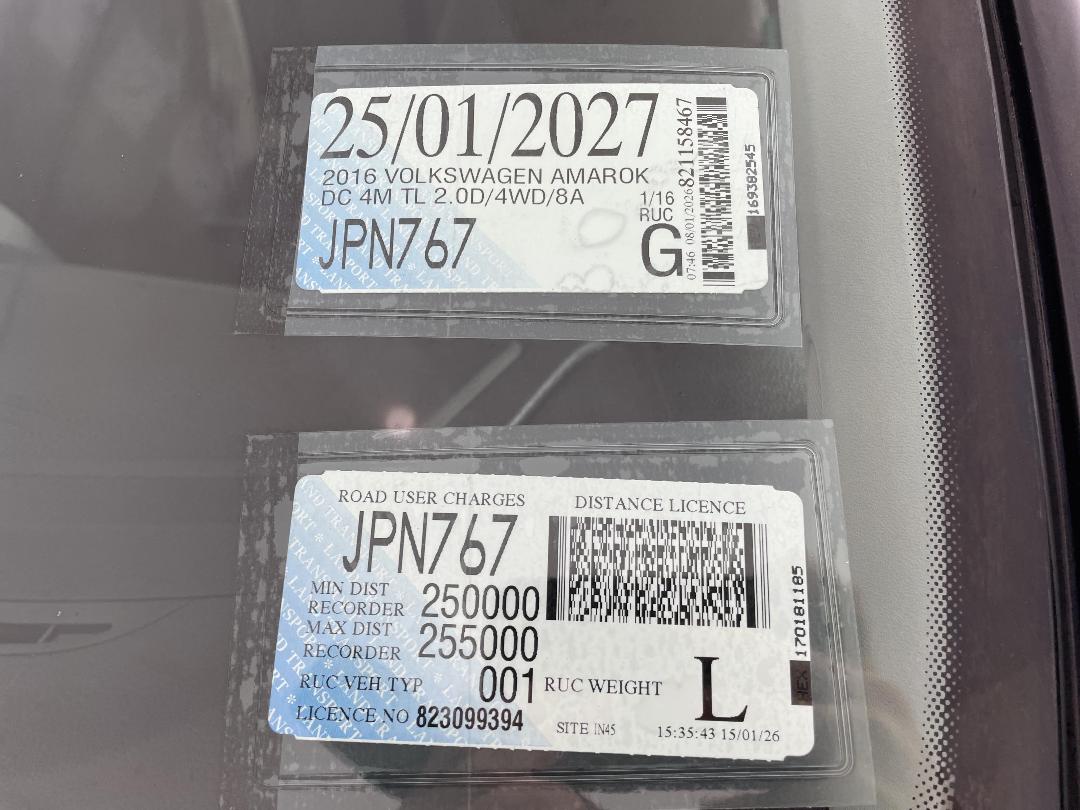 25/01/2027
2016 VOLKSWAGEN AMAROK
DC 4M TL 2.0D/4WD/8A
1/16
RUC
JPN767
G
07:46 08/01/2026 821158467
169382545
ROAD USER CHARGES
DISTANCE LICENCE
JPN767
MIN DIST
RECORDER 250000
MAX DIST
RECORDER 255000
RUC VEH TYP 001 RUC WEIGHT L
LICENCE NO 823099394
SITE IN45
15:35:43 15/01/26
170181185